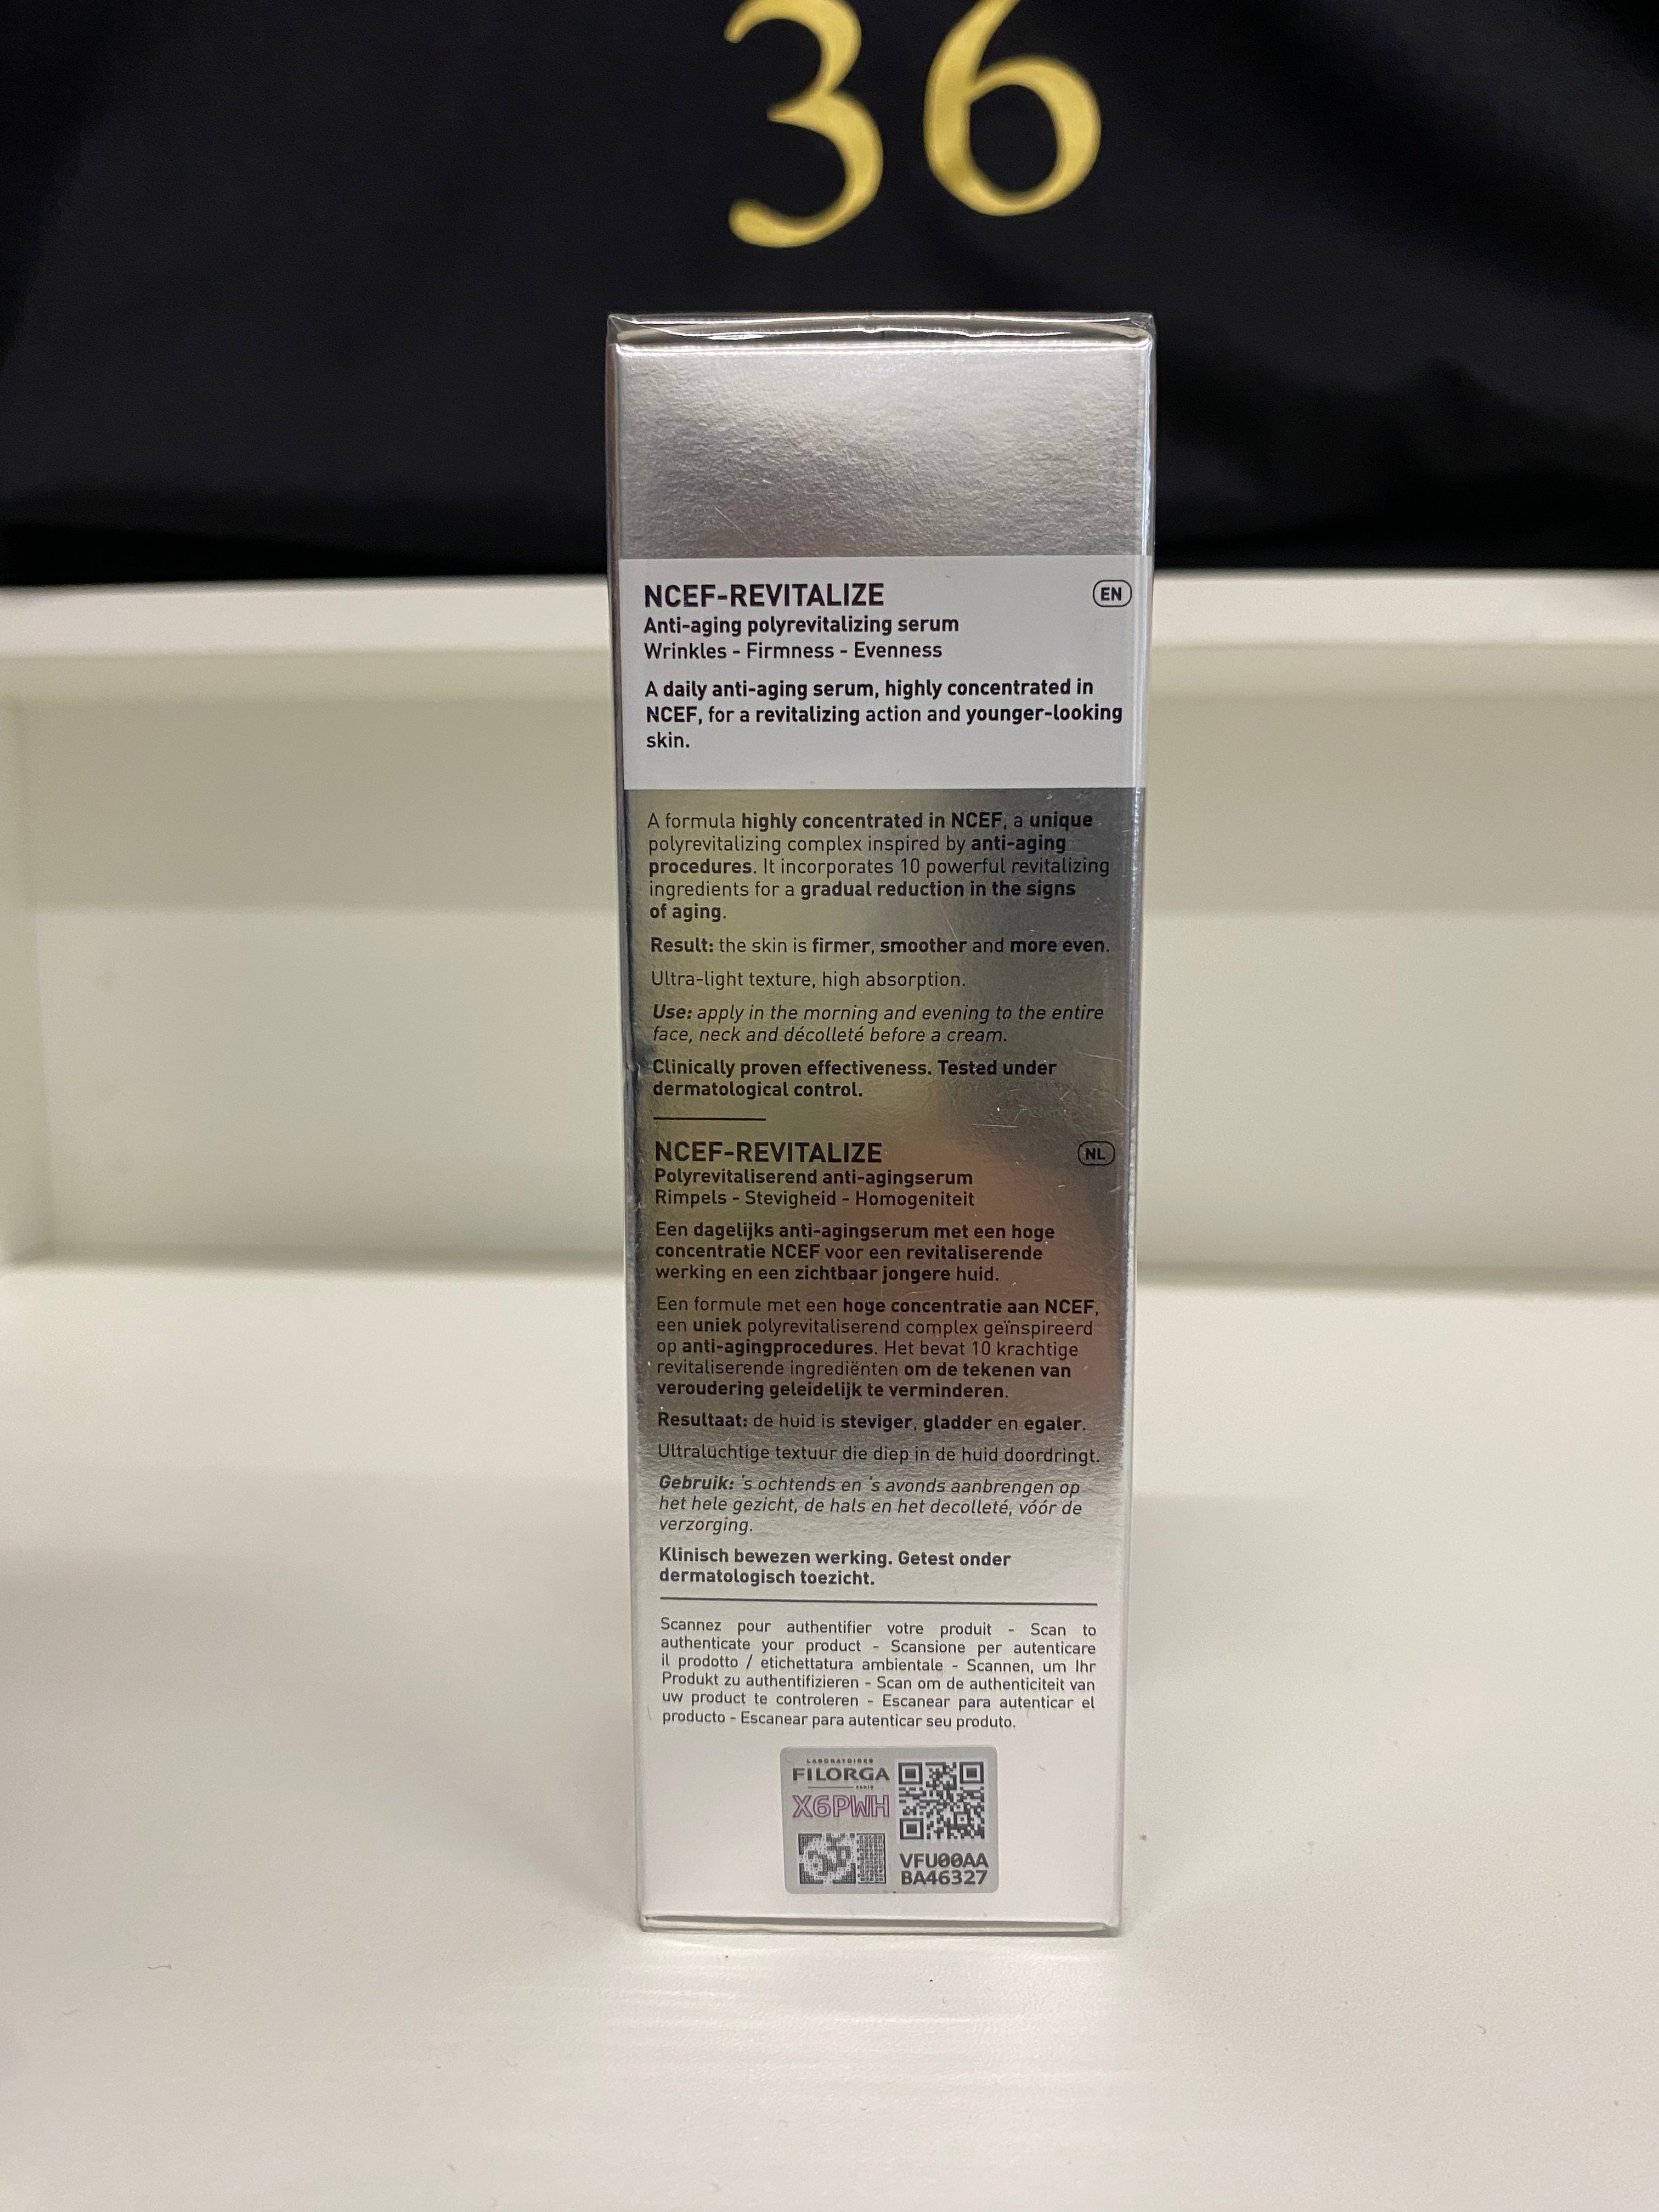 36
NCEF-REVITALIZE EN
Anti-aging polyrevitalizing serum
Wrinkles - Firmness - Evenness
A daily anti-aging serum, highly concentrated in
NCEF, for a revitalizing action and younger-looking
skin.
A formula highly concentrated in NCEF, a unique
polyrevitalizing complex inspired by anti-aging
procedures. It incorporates 10 powerful revitalizing
ingredients for a gradual reduction in the signs
of aging.
Result: the skin is firmer, smoother and more even.
Ultra-light texture, high absorption.
Use: apply in the morning and evening to the entire
face, neck and décolleté before a cream.
Clinically proven effectiveness. Tested under
dermatological control.
NCEF-REVITALIZE NL
Polyrevitaliserend anti-agingserum
Rimpels - Stevigheid - Homogeniteit
Een dagelijks anti-agingserum met een hoge
concentratie NCEF voor een revitaliserende
werking en een zichtbaar jongere huid.
Een formule met een hoge concentratie aan NCEF,
een uniek polyrevitaliserend complex geïnspireerd
op anti-agingprocedures. Het bevat 10 krachtige
revitaliserende ingrediënten om de tekenen van
veroudering geleidelijk te verminderen.
Resultaat: de huid is steviger, gladder en egaler.
Ultraluchtige textuur die diep in de huid doordringt.
Gebruik: 's ochtends en 's avonds aanbrengen op
het hele gezicht, de hals en het decolleté, vóór de
verzorging.
Klinisch bewezen werking. Getest onder
dermatologisch toezicht.
Scannez pour authentifier votre produit - Scan to
authenticate your product - Scansione per autenticare
il prodotto / etichettatura ambientale - Scannen, um Ihr
Produkt zu authentifizieren - Scan om de authenticiteit van
uw product te controleren - Escanear para autenticar el
producto - Escanear para autenticar seu produto.
LABORATOIRES
FILORGA
PARIS
X6PWH
VFU00AA
BA46327